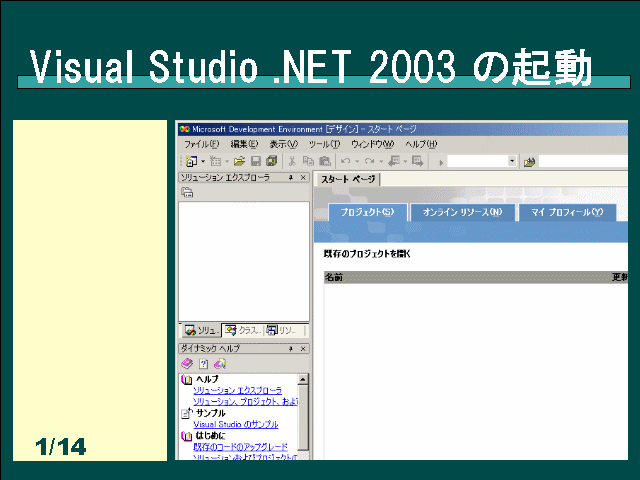 Visual Studio .NET 2003 の起動
Microsoft Development Environment [デザイン] - スタート ページ
ファイル(F) 編集(E) 表示(V) ツール(T) ウィンドウ(W) ヘルプ(H)
ソリューション エクスプローラ
スタート ページ
プロジェクト(S) オンライン リソース(N) マイ プロフィール(Y)
既存のプロジェクトを開く
名前 更新
ソリュ... クラス... リソ...
ダイナミック ヘルプ
ヘルプ
ソリューション エクスプローラ
ソリューション、プロジェクト、およ
サンプル
Visual Studio のサンプル
はじめに
既存のコードのアップグレード
ソリューションおよびプロジェクトの
1/14